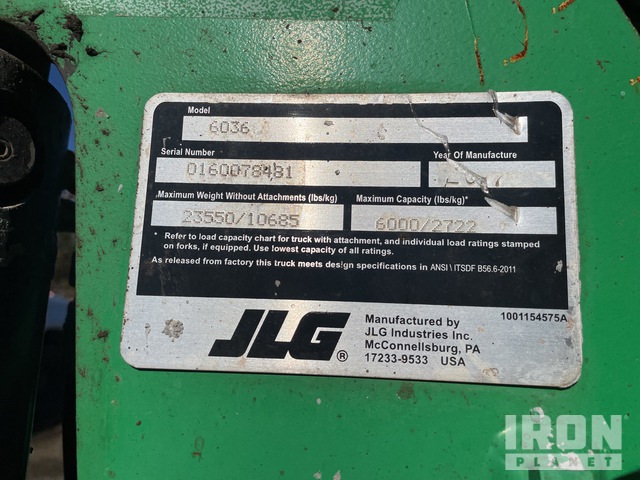 Model
6036
Serial Number
0160078481
Year Of Manufacture
Maximum Weight Without Attachments (lbs/kg)
23550/10685
Maximum Capacity (lbs/kg)*
6000/2722
* Refer to load capacity chart for truck with attachment, and individual load ratings stamped
on forks, if equipped. Use lowest capacity of all ratings.
As released from factory this truck meets design specifications in ANSI \ ITSDF B56.6-2011
JLG®
Manufactured by
JLG Industries Inc.
McConnellsburg, PA
17233-9533 USA
1001154575A
IRON
PLANET